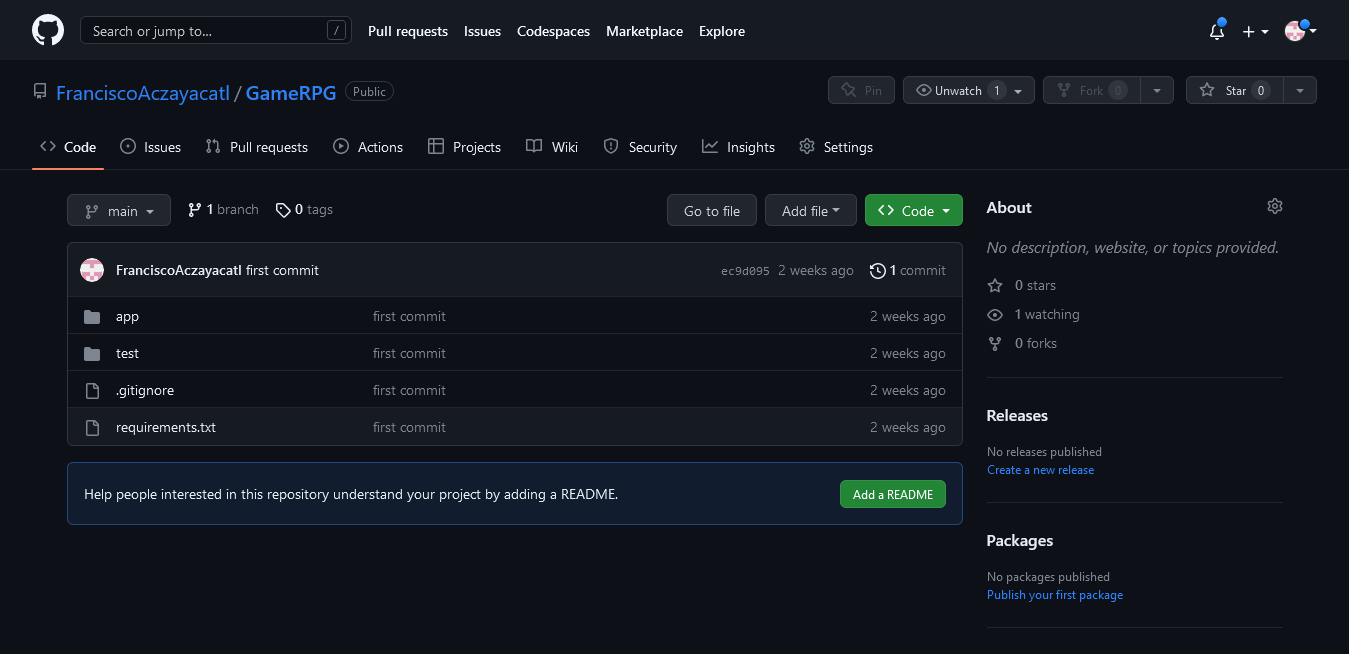 Search or jump to... / Pull requests Issues Codespaces Marketplace Explore
FranciscoAczayacatl / GameRPG Public Pin Unwatch 1 Fork 0 Star 0
Code Issues Pull requests Actions Projects Wiki Security Insights Settings
main 1 branch 0 tags Go to file Add file Code
FranciscoAczayacatl first commit ec9d095 2 weeks ago 1 commit
app first commit 2 weeks ago
test first commit 2 weeks ago
.gitignore first commit 2 weeks ago
requirements.txt first commit 2 weeks ago
Help people interested in this repository understand your project by adding a README. Add a README
About
No description, website, or topics provided.
0 stars
1 watching
0 forks
Releases
No releases published
Create a new release
Packages
No packages published
Publish your first package